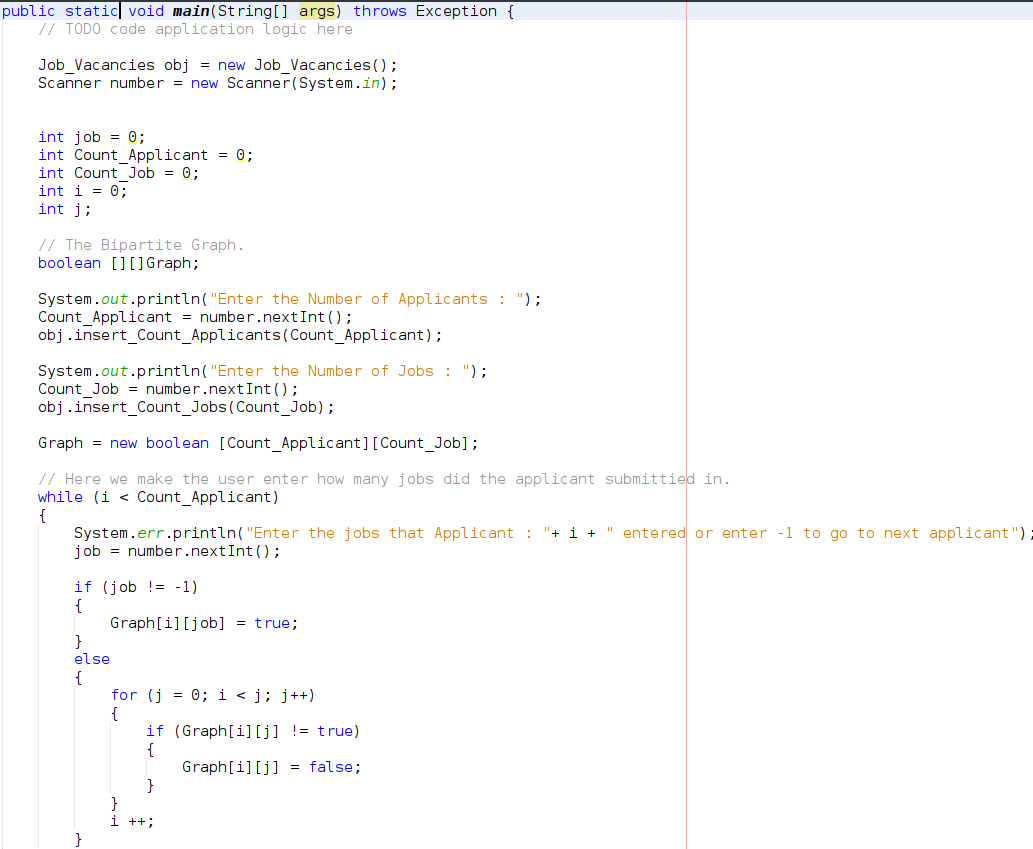 public static void main(String[] args) throws Exception {
// TODO code application logic here
Job_Vacancies obj = new Job_Vacancies();
Scanner number = new Scanner(System.in);
int job = 0;
int Count_Applicant = 0;
int Count_Job = 0;
int i = 0;
int j;
// The Bipartite Graph.
boolean [][]Graph;
System.out.println("Enter the Number of Applicants : ");
Count_Applicant = number.nextInt();
obj.insert_Count_Applicants(Count_Applicant);
System.out.println("Enter the Number of Jobs : ");
Count_Job = number.nextInt();
obj.insert_Count_Jobs(Count_Job);
Graph = new boolean [Count_Applicant][Count_Job];
// Here we make the user enter how many jobs did the applicant submittied in.
while (i < Count_Applicant)
{
System.err.println("Enter the jobs that Applicant : "+ i + " entered or enter -1 to go to next applicant");
job = number.nextInt();
if (job != -1)
{
Graph[i][job] = true;
}
else
{
for (j = 0; i < j; j++)
{
if (Graph[i][j] != true)
{
Graph[i][j] = false;
}
}
i ++;
}